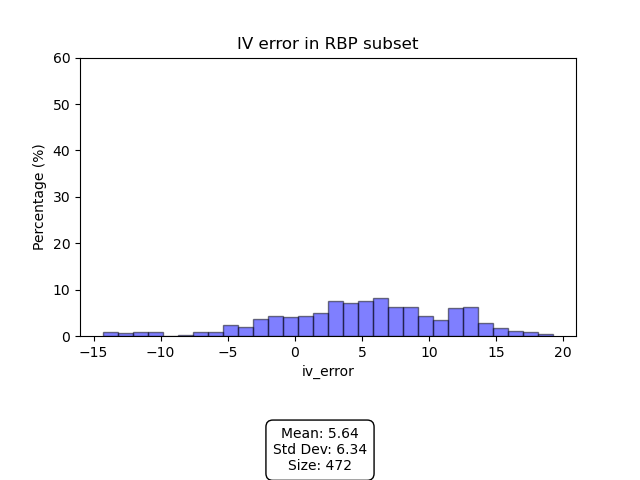 IV error in RBP subset
60
50
40
30
20
10
0
Percentage (%)
−15 −10 −5 0 5 10 15 20
iv_error
Mean: 5.64
Std Dev: 6.34
Size: 472